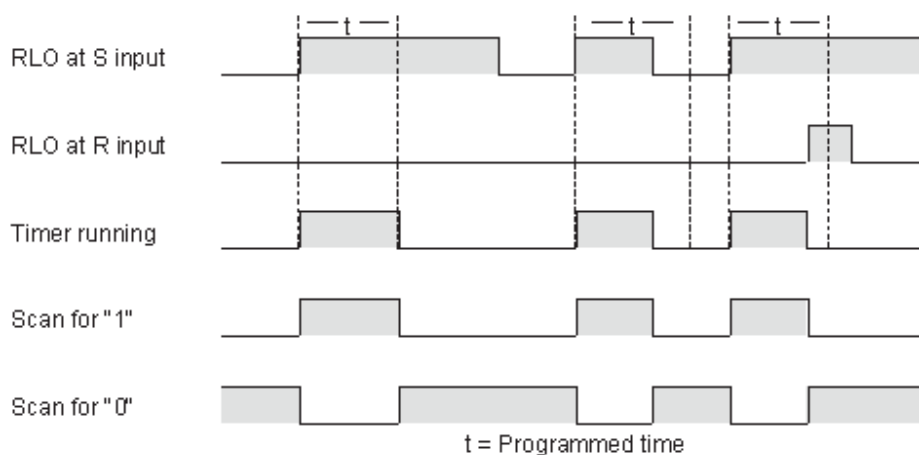 t t t
RLO at S input
RLO at R input
Timer running
Scan for "1"
Scan for "0"
t = Programmed time